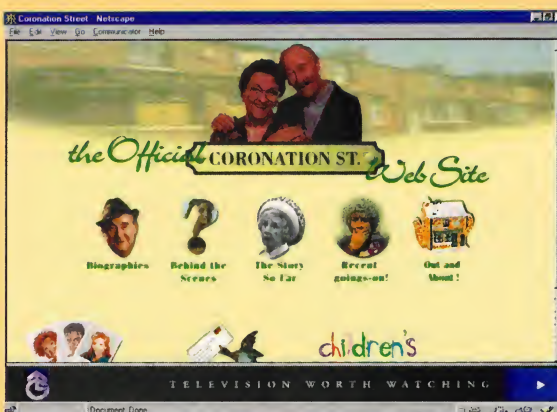 Coronation Street - Netscape
File Edit View Go Communicator Help
the Official CORONATION ST. Web Site
Biographies
Behind the
Scenes
The Story
So Far
Recent
goings-on!
Out and
About!
children's
TELEVISION WORTH WATCHING
Document Done